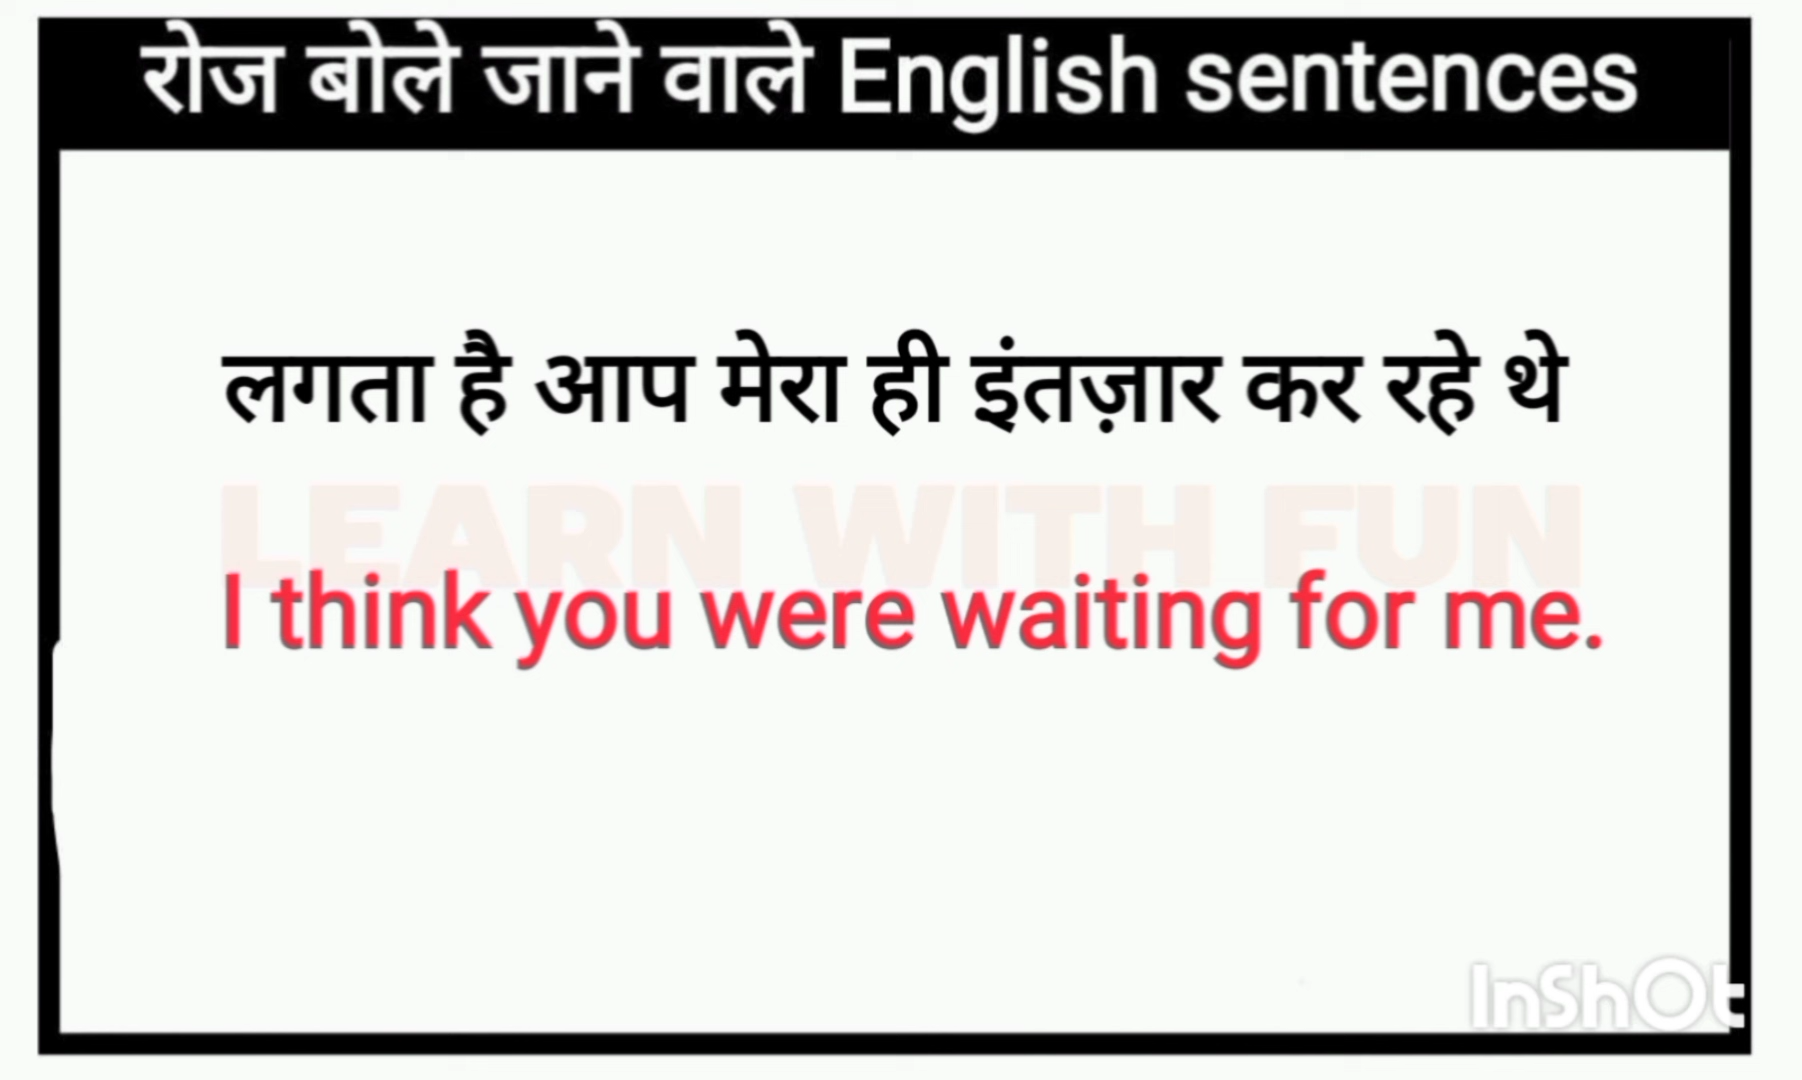 रोज बोले जाने वाले English sentences
लगता है आप मेरा ही इंतज़ार कर रहे थे
LEARN WITH FUN
I think you were waiting for me.
InShOt